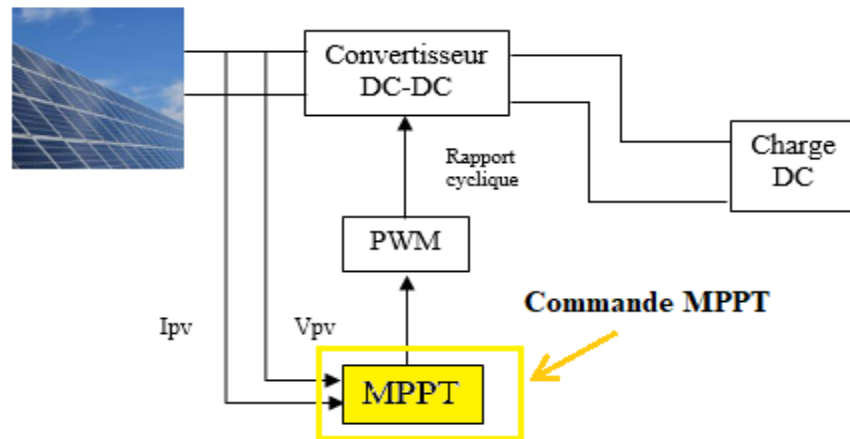 Convertisseur
DC-DC
Charge
DC
Rapport
cyclique
PWM
Commande MPPT
Ipv
Vpv
MPPT